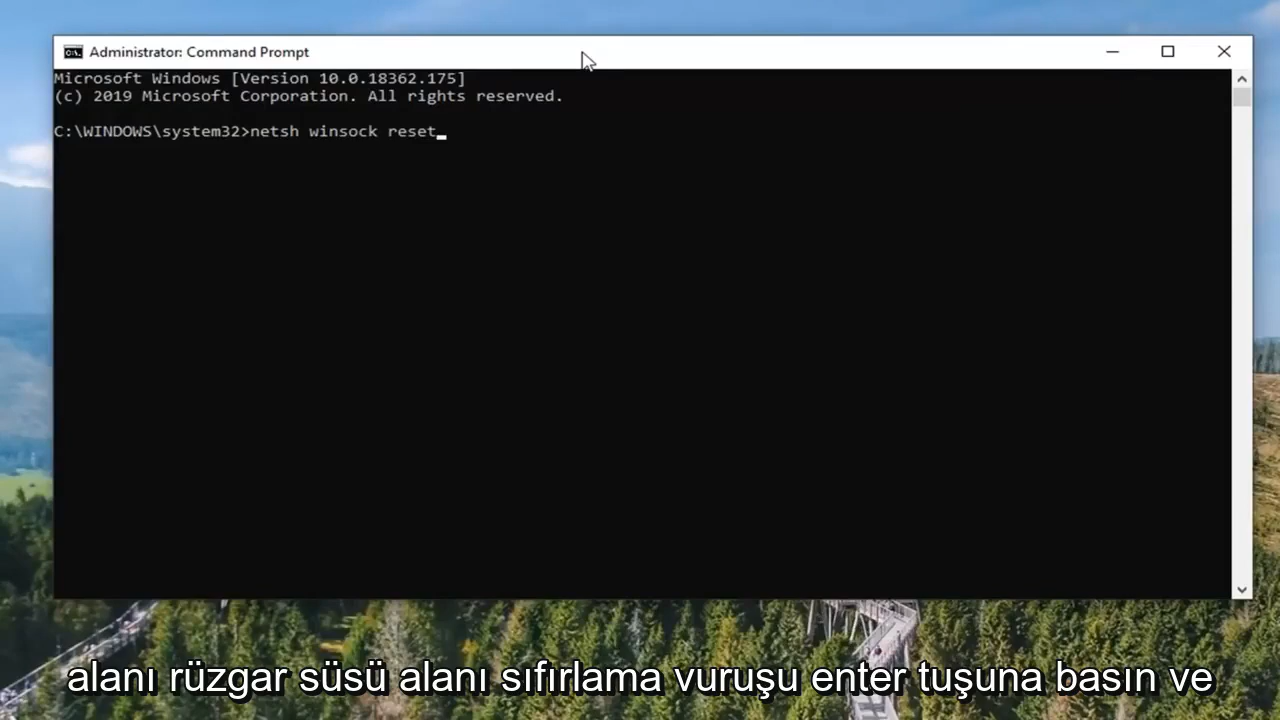 Administrator: Command Prompt
Microsoft Windows [Version 10.0.18362.175]
(c) 2019 Microsoft Corporation. All rights reserved.
C:\WINDOWS\system32>netsh winsock reset
alanı rüzgar süsü alanı sıfırlama vuruşu enter tuşuna basın ve